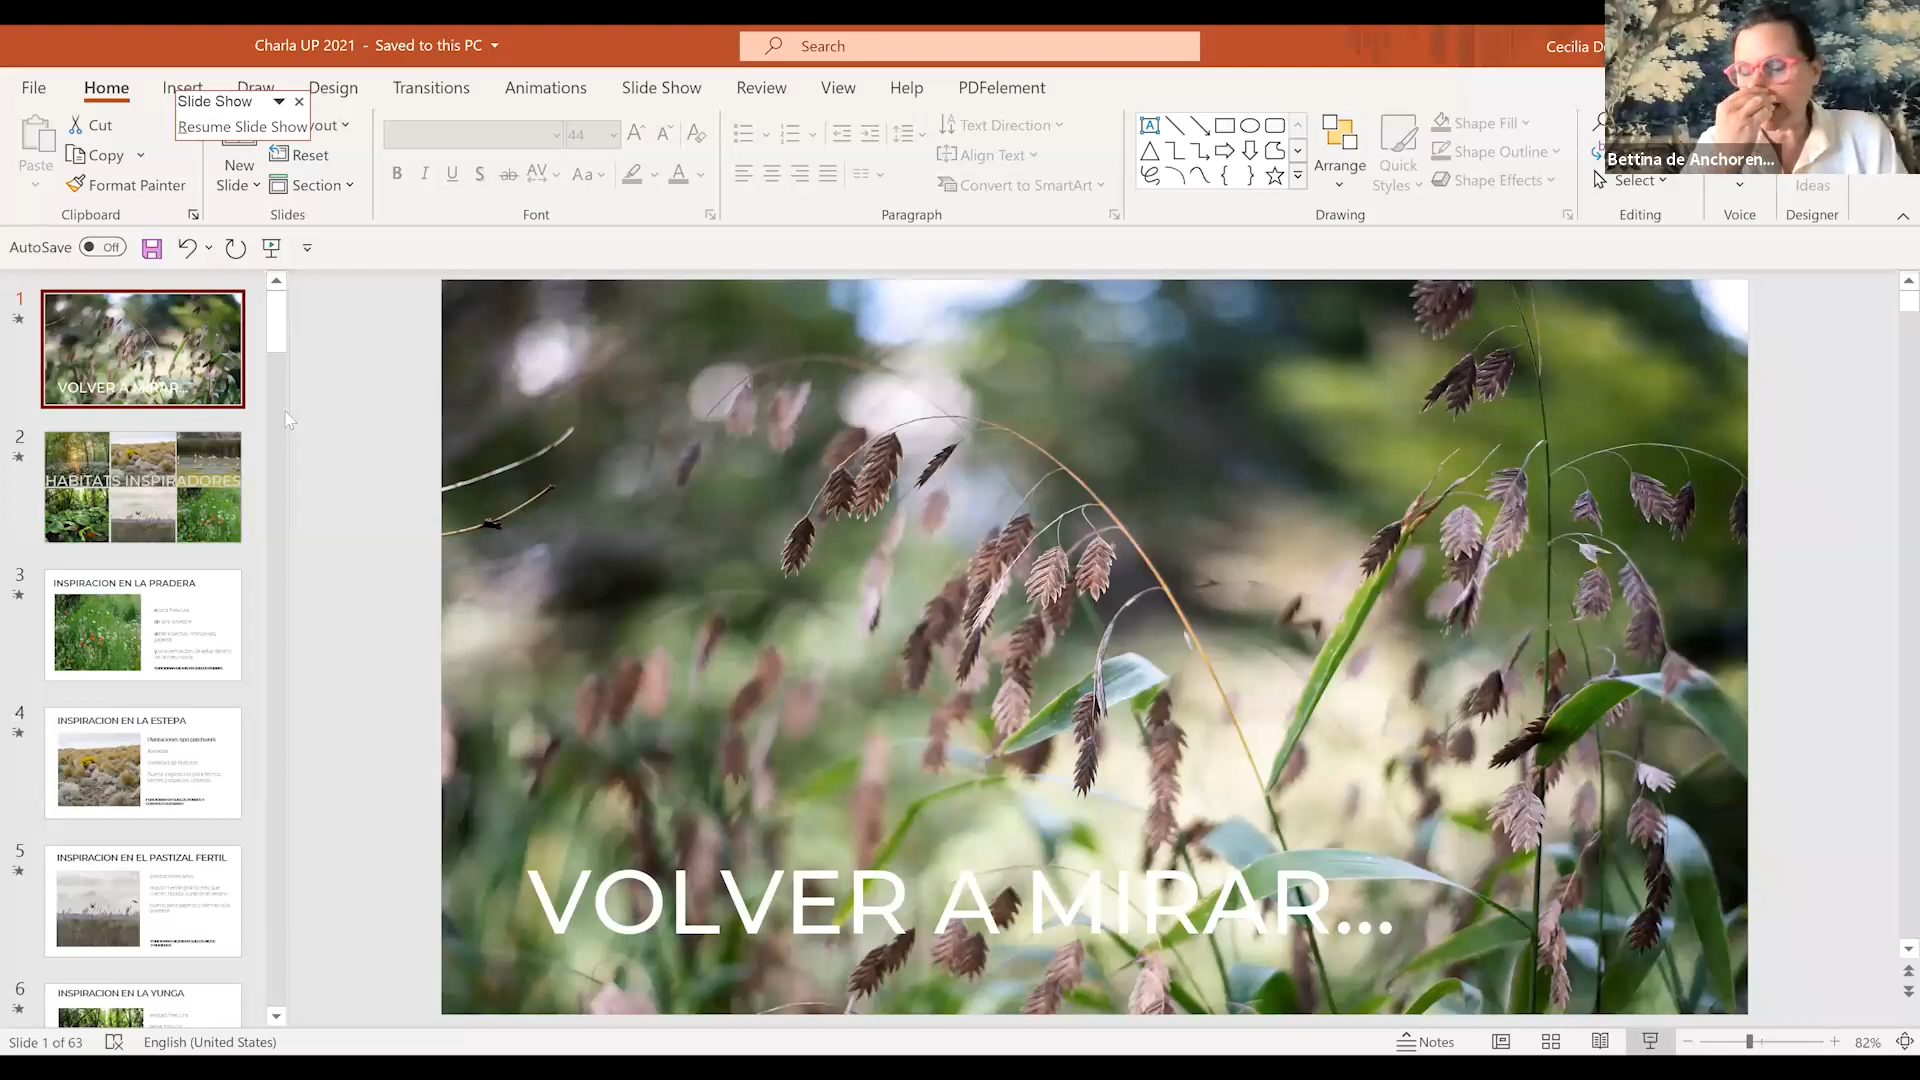 Charla UP 2021 - Saved to this PC
Search
Cecilia D
File Home Insert Draw Design Transitions Animations Slide Show Review View Help PDFelement
Slide Show
Resume Slide Show
Paste
Cut
Copy
Format Painter
Clipboard
New
Slide
Reset
Section
Slides
44
Font
Text Direction
Align Text
Convert to SmartArt
Paragraph
Arrange
Quick
Styles
Shape Fill
Shape Outline
Shape Effects
Drawing
Select
Editing
Voice
Ideas
Designer
Bettina de Anchoren...
AutoSave Off
1
VOLVER A MIRAR...
2
HABITATS INSPIRADORES
3
INSPIRACION EN LA PRADERA
4
INSPIRACION EN LA ESTEPA
Plantaciones tipo patchwork
5
INSPIRACION EN EL PASTIZAL FERTIL
6
INSPIRACION EN LA YUNGA
VOLVER A MIRAR...
Slide 1 of 63
English (United States)
Notes
82%